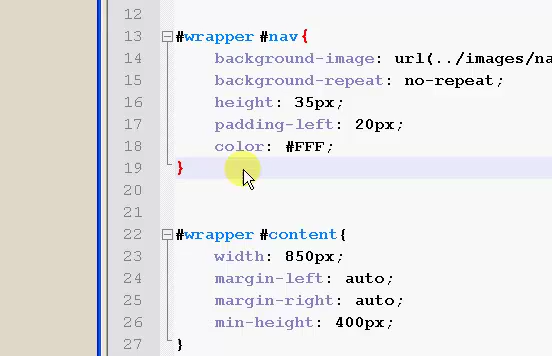 12
13 #wrapper #nav{
14 background-image: url(../images/na
15 background-repeat: no-repeat;
16 height: 35px;
17 padding-left: 20px;
18 color: #FFF;
19 }
20
21
22 #wrapper #content{
23 width: 850px;
24 margin-left: auto;
25 margin-right: auto;
26 min-height: 400px;
27 }